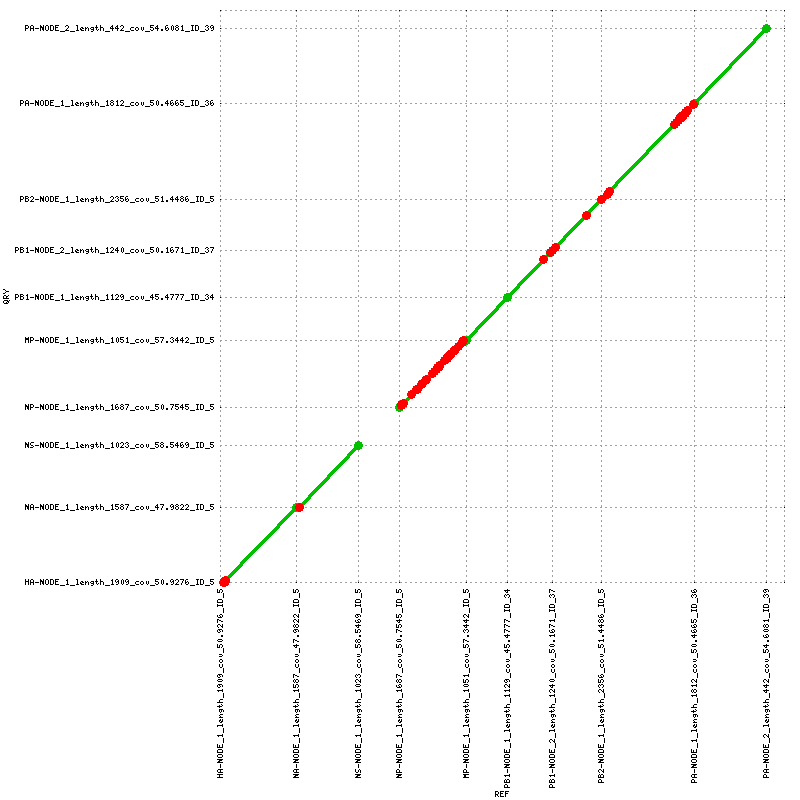 PA-NODE_2_length_442_cov_54.6081_ID_39
PA-NODE_1_length_1812_cov_50.4665_ID_36
PB2-NODE_1_length_2356_cov_51.4486_ID_5
PB1-NODE_2_length_1240_cov_50.1671_ID_37
PB1-NODE_1_length_1129_cov_45.4777_ID_34
MP-NODE_1_length_1051_cov_57.3442_ID_5
NP-NODE_1_length_1687_cov_50.7545_ID_5
NS-NODE_1_length_1023_cov_58.5469_ID_5
NA-NODE_1_length_1587_cov_47.9822_ID_5
HA-NODE_1_length_1909_cov_50.9276_ID_5
QRY
HA-NODE_1_length_1909_cov_50.9276_ID_5
NA-NODE_1_length_1587_cov_47.9822_ID_5
NS-NODE_1_length_1023_cov_58.5469_ID_5
NP-NODE_1_length_1687_cov_50.7545_ID_5
MP-NODE_1_length_1051_cov_57.3442_ID_5
PB1-NODE_1_length_1129_cov_45.4777_ID_34
PB1-NODE_2_length_1240_cov_50.1671_ID_37
PB2-NODE_1_length_2356_cov_51.4486_ID_5
PA-NODE_1_length_1812_cov_50.4665_ID_36
PA-NODE_2_length_442_cov_54.6081_ID_39
REF